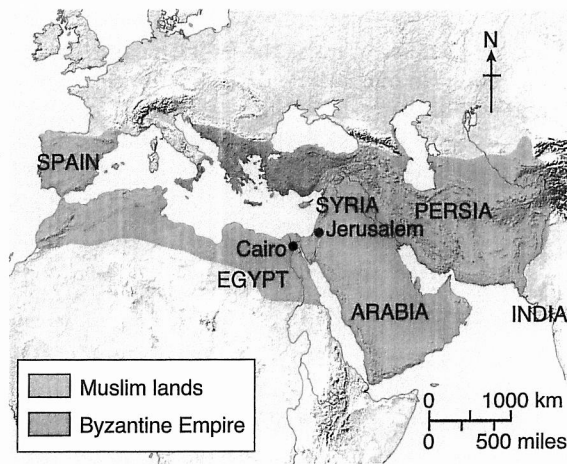 N
SPAIN
SYRIA
PERSIA
Jerusalem
Cairo
EGYPT
ARABIA
INDIA
Muslim lands
Byzantine Empire
0 1000 km
0 500 miles